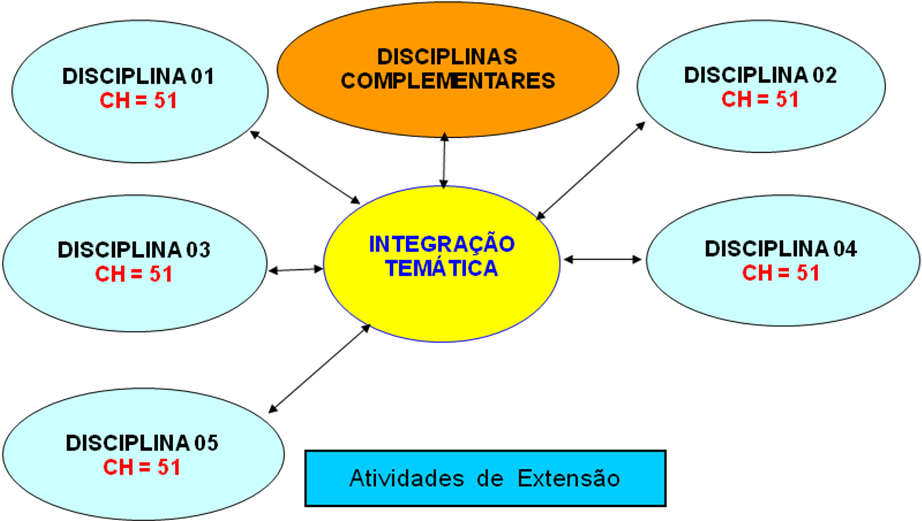 DISCIPLINA 01
CH = 51
DISCIPLINAS
COMPLEMENTARES
DISCIPLINA 02
CH = 51
DISCIPLINA 03
CH = 51
INTEGRAÇÃO
TEMÁTICA
DISCIPLINA 04
CH = 51
DISCIPLINA 05
CH = 51
Atividades de Extensão